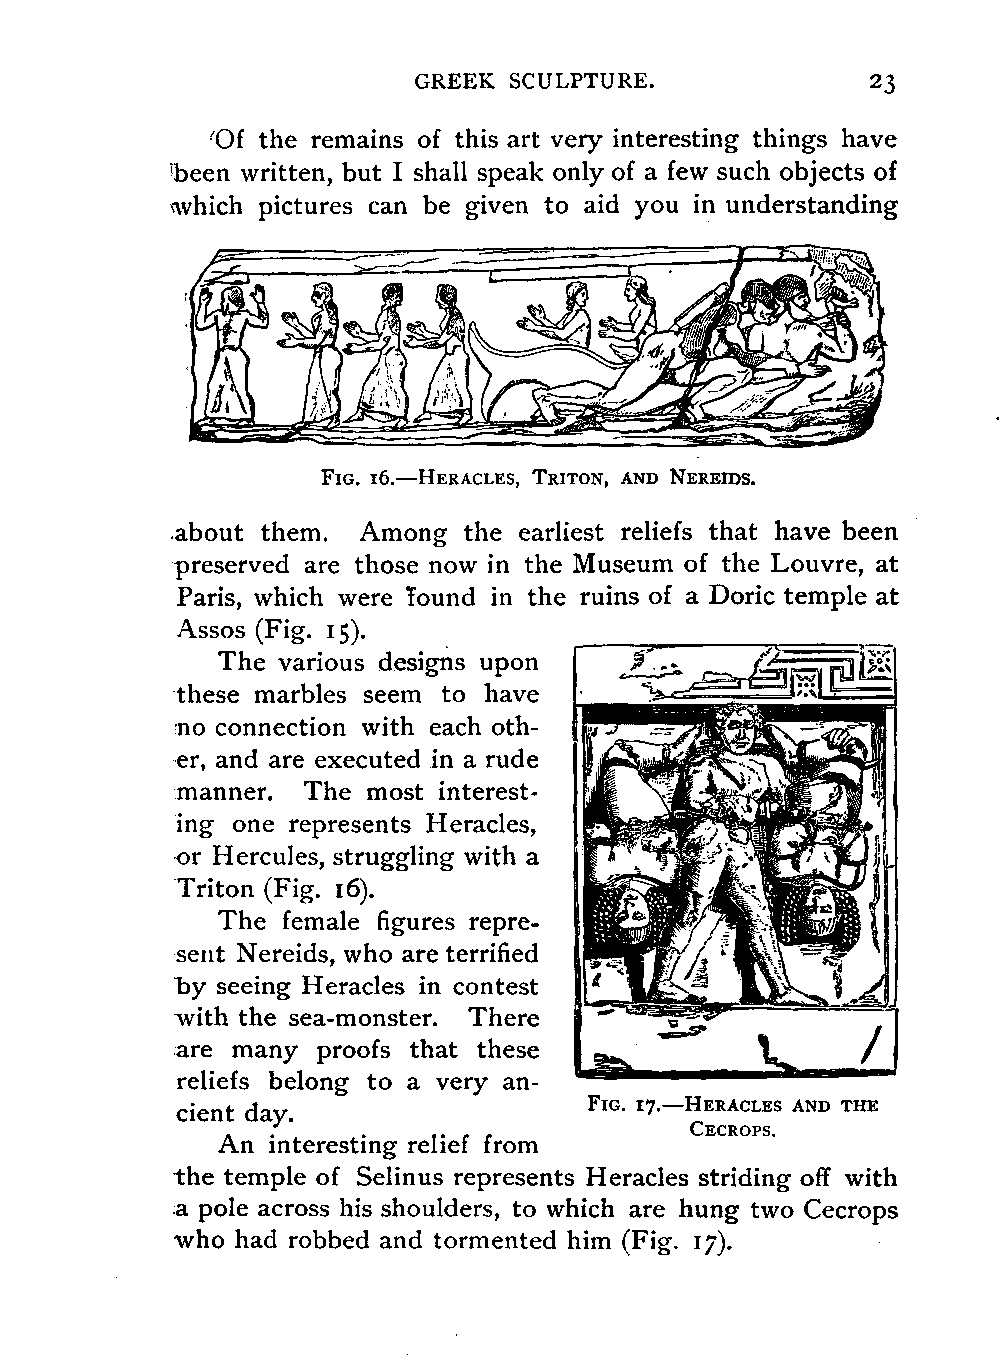 GREEK SCULPTURE. 23
Of the remains of this art very interesting things have
been written, but I shall speak only of a few such objects of
which pictures can be given to aid you in understanding
FIG. 16.—HERACLES, TRITON, AND NEREIDS.
about them. Among the earliest reliefs that have been
preserved are those now in the Museum of the Louvre, at
Paris, which were found in the ruins of a Doric temple at
Assos (Fig. 15).
The various designs upon
these marbles seem to have
no connection with each oth-
er, and are executed in a rude
manner. The most interest-
ing one represents Heracles,
or Hercules, struggling with a
Triton (Fig. 16).
The female figures repre-
sent Nereids, who are terrified
by seeing Heracles in contest
with the sea-monster. There
are many proofs that these
reliefs belong to a very an-
cient day.
FIG. 17.—HERACLES AND THE
CECROPS.
An interesting relief from
the temple of Selinus represents Heracles striding off with
a pole across his shoulders, to which are hung two Cecrops
who had robbed and tormented him (Fig. 17).